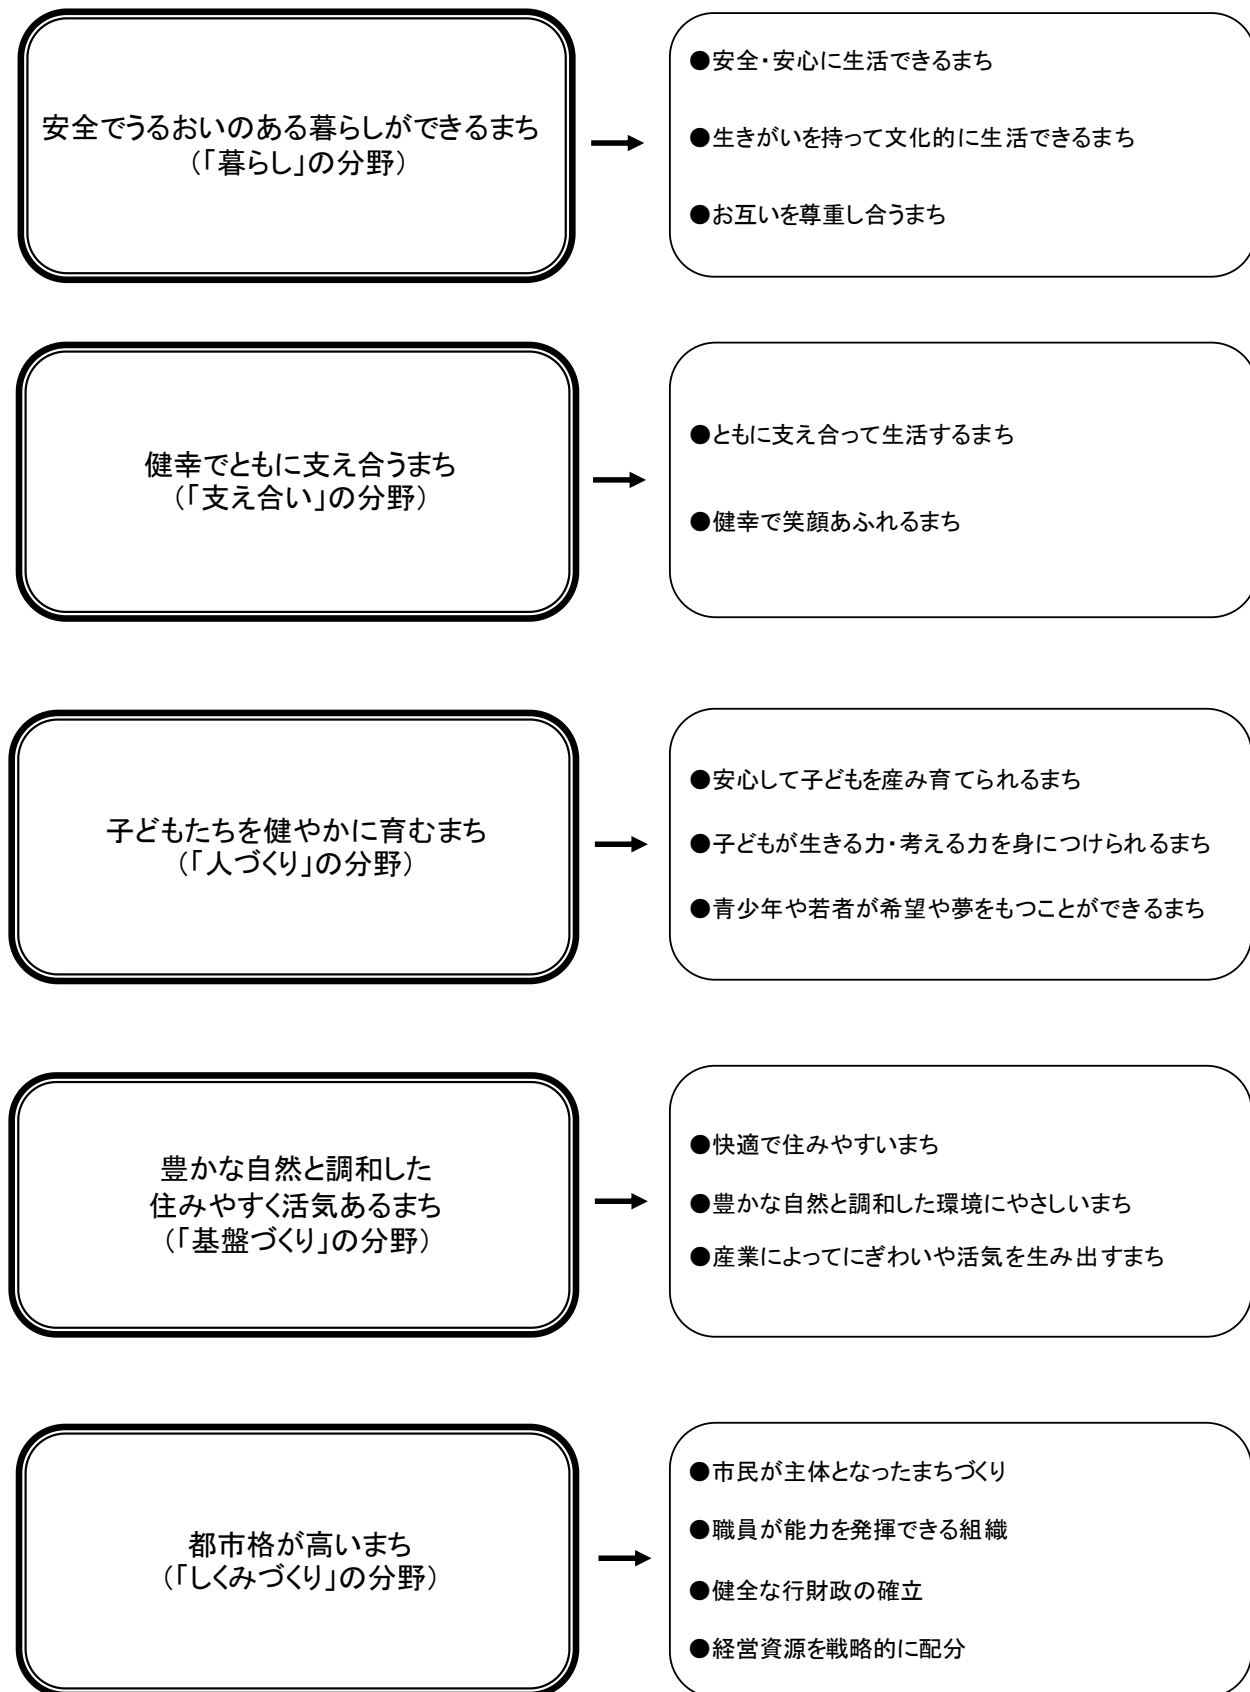 安全でうるおいのある暮らしができるまち
（「暮らし」の分野）
●安全・安心に生活できるまち
●生きがいを持って文化的に生活できるまち
●お互いを尊重し合うまち
健幸でともに支え合うまち
（「支え合い」の分野）
●ともに支え合って生活するまち
●健幸で笑顔あふれるまち
子どもたちを健やかに育むまち
（「人づくり」の分野）
●安心して子どもを産み育てられるまち
●子どもが生きる力・考える力を身につけられるまち
●青少年や若者が希望や夢をもつことができるまち
豊かな自然と調和した
住みやすく活気あるまち
（「基盤づくり」の分野）
●快適で住みやすいまち
●豊かな自然と調和した環境にやさしいまち
●産業によってにぎわいや活気を生み出すまち
都市格が高いまち
（「しくみづくり」の分野）
●市民が主体となったまちづくり
●職員が能力を発揮できる組織
●健全な行財政の確立
●経営資源を戦略的に配分